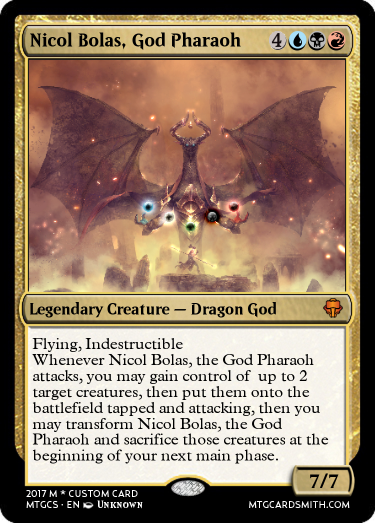 Nicol Bolas, God Pharaoh 4
Legendary Creature — Dragon God
Flying, Indestructible
Whenever Nicol Bolas, the God Pharaoh
attacks, you may gain control of up to 2
target creatures, then put them onto the
battlefield tapped and attacking, then you
may transform Nicol Bolas, the God
Pharaoh and sacrifice those creatures at the
beginning of your next main phase.
7/7
2017 M * CUSTOM CARD
MTGCS • EN Unknown
MTGCARDSMITH.COM